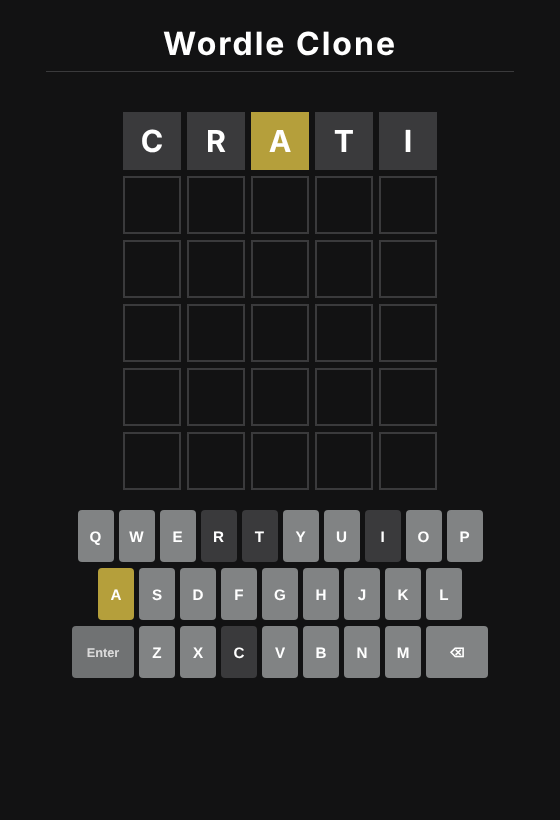 Wordle Clone
C R A T I
Q W E R T Y U I O P
A S D F G H J K L
Enter Z X C V B N M ⌫